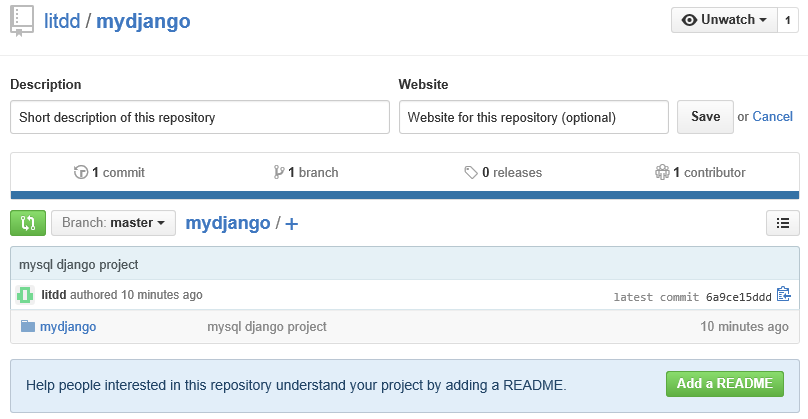 litdd / mydjango
Unwatch
1
Description
Website
Short description of this repository
Website for this repository (optional)
Save
or Cancel
1 commit
1 branch
0 releases
1 contributor
Branch: master
mydjango / +
mysql django project
litdd authored 10 minutes ago
latest commit 6a9ce15ddd
mydjango
mysql django project
10 minutes ago
Help people interested in this repository understand your project by adding a README.
Add a README